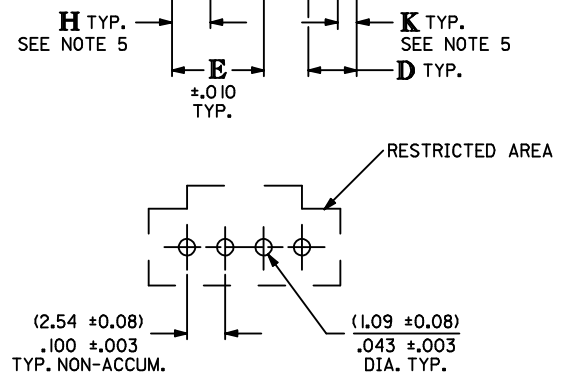 H TYP.
SEE NOTE 5
K TYP.
SEE NOTE 5
E
±.010
TYP.
D TYP.
RESTRICTED AREA
(2.54 ±0.08)
.100 ±.003
TYP. NON-ACCUM.
(1.09 ±0.08)
.043 ±.003
DIA. TYP.